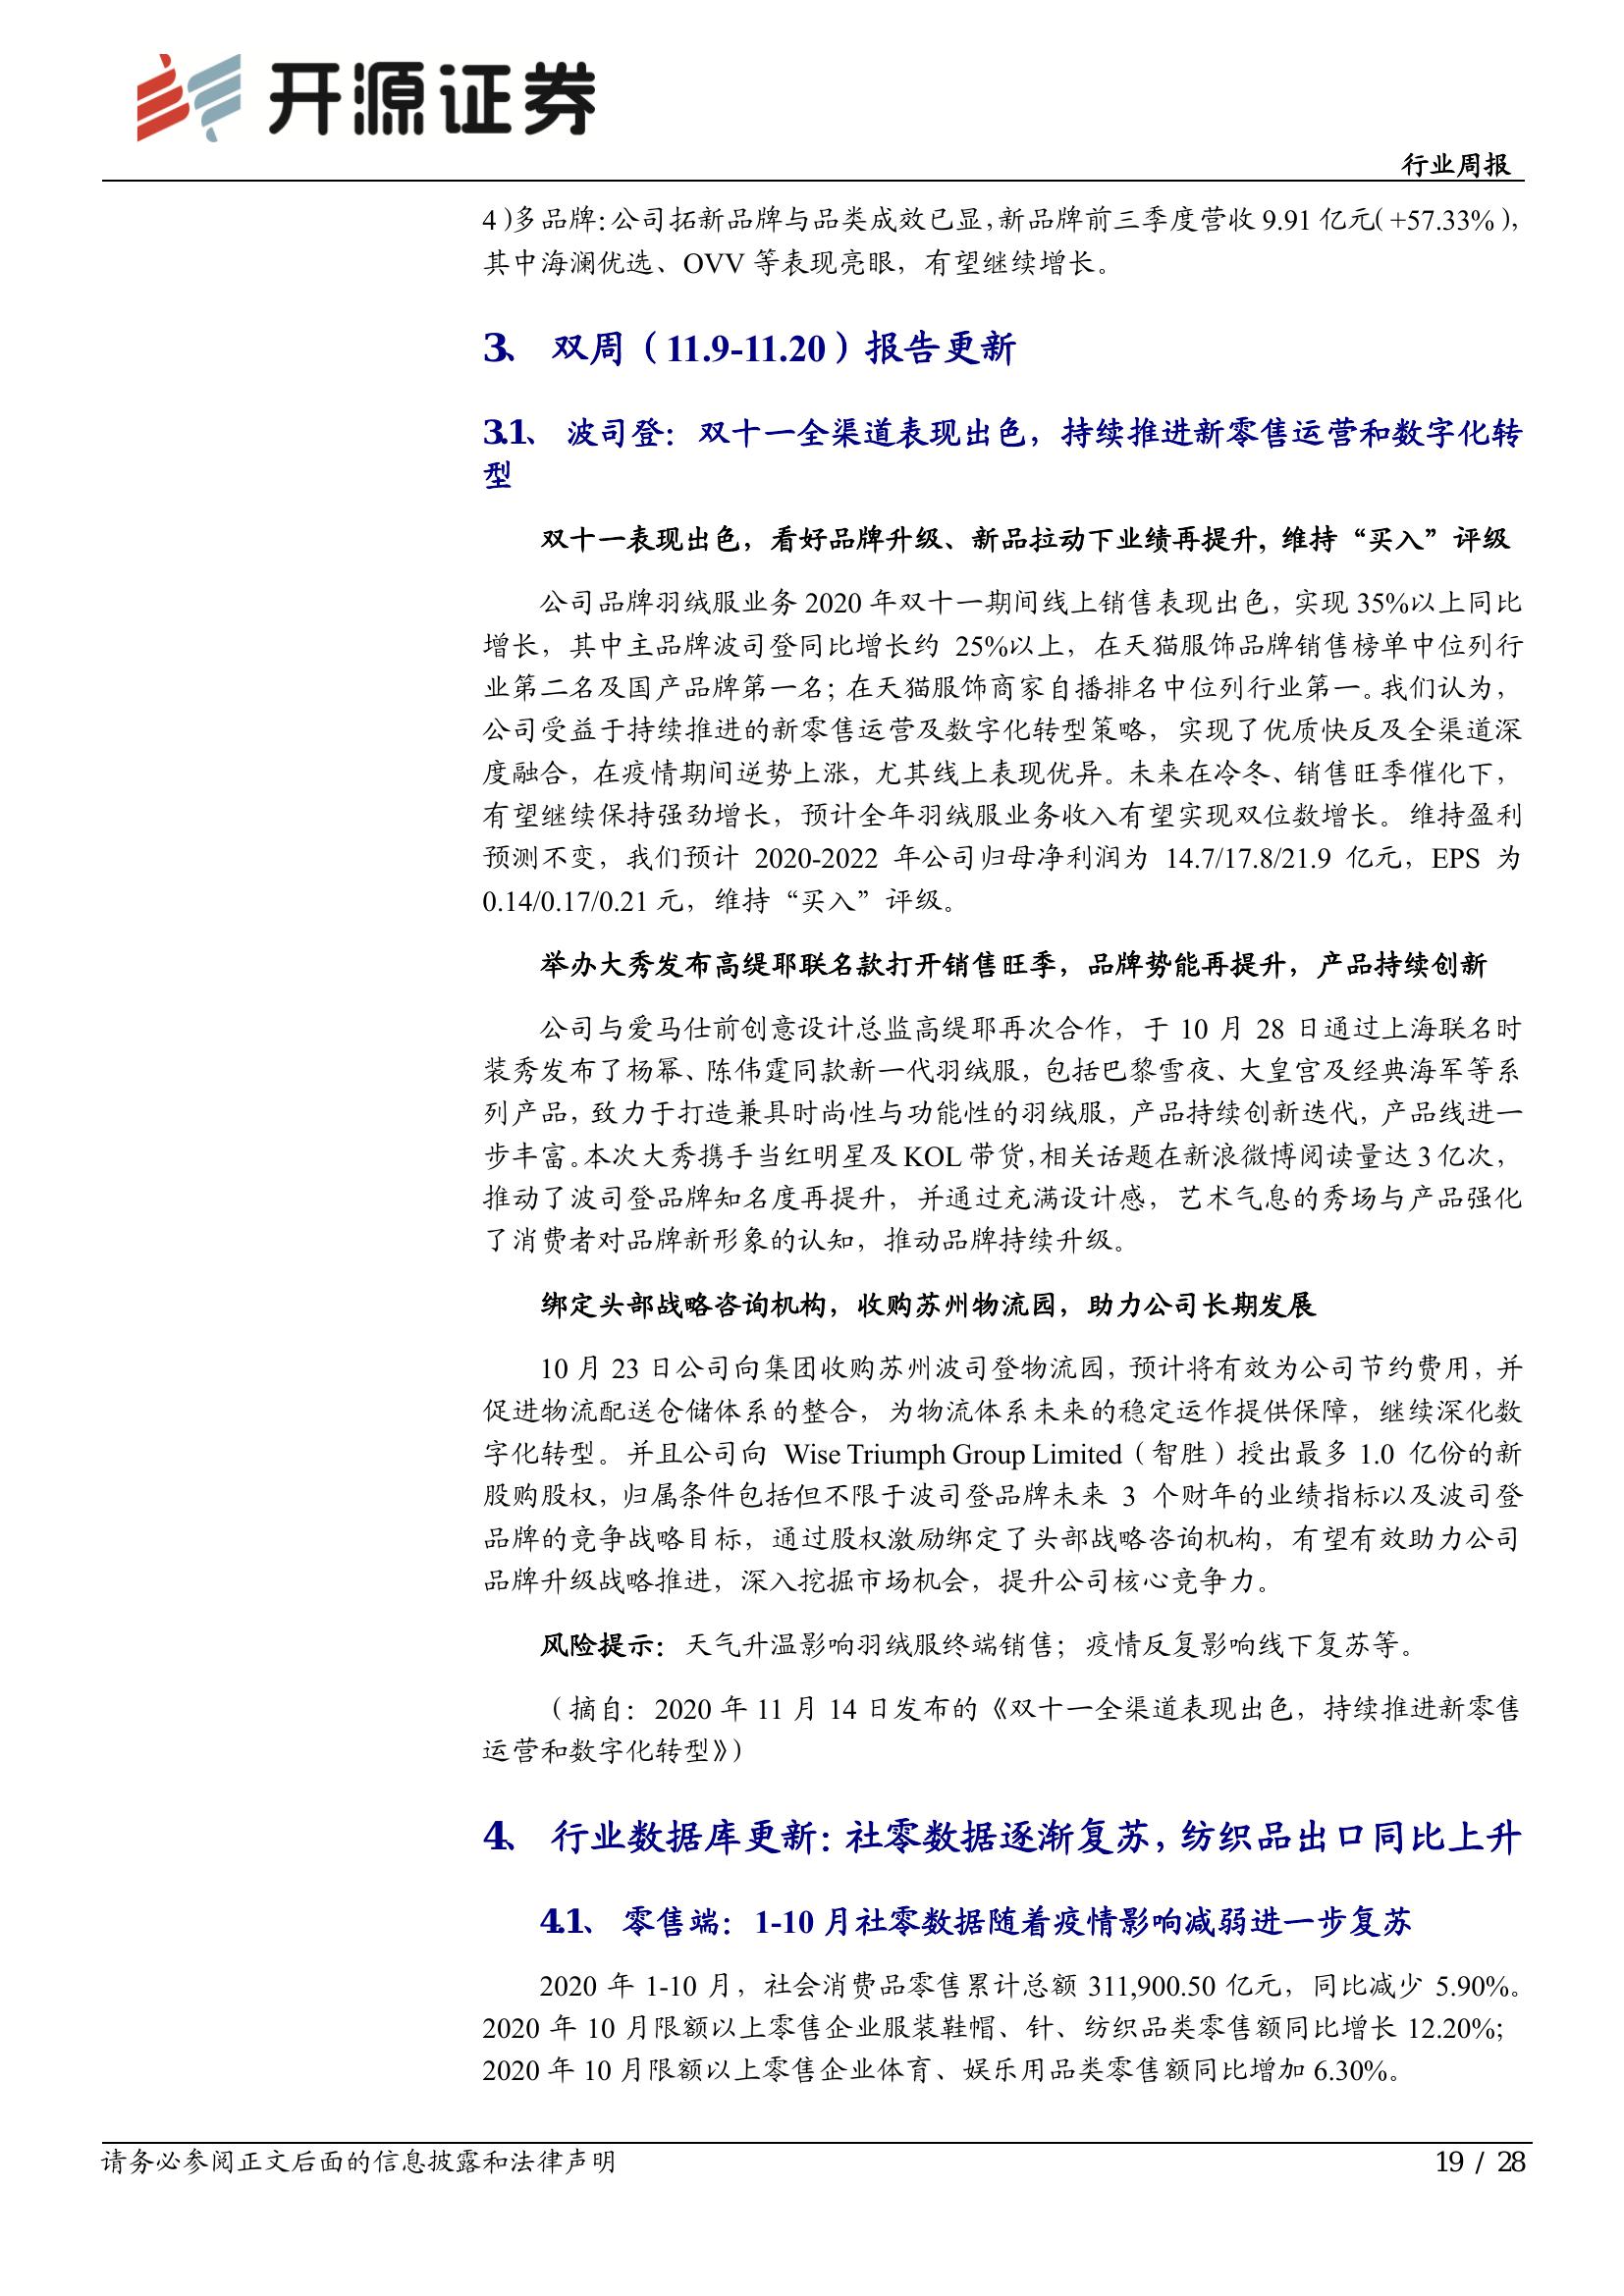 开源证券
行业周报
4)多品牌:公司拓新品牌与品类成效已显,新品牌前三季度营收 9.91 亿元(+57.33%),
其中海澜优选、OVV 等表现亮眼，有望继续增长。
3、 双周（11.9-11.20）报告更新
3.1、 波司登：双十一全渠道表现出色，持续推进新零售运营和数字化转
型
双十一表现出色，看好品牌升级、新品拉动下业绩再提升, 维持“买入”评级
公司品牌羽绒服业务 2020 年双十一期间线上销售表现出色，实现 35%以上同比
增长，其中主品牌波司登同比增长约 25%以上，在天猫服饰品牌销售榜单中位列行
业第二名及国产品牌第一名；在天猫服饰商家自播排名中位列行业第一。我们认为，
公司受益于持续推进的新零售运营及数字化转型策略，实现了优质快反及全渠道深
度融合，在疫情期间逆势上涨，尤其线上表现优异。未来在冷冬、销售旺季催化下，
有望继续保持强劲增长，预计全年羽绒服业务收入有望实现双位数增长。维持盈利
预测不变，我们预计 2020-2022 年公司归母净利润为 14.7/17.8/21.9 亿元，EPS 为
0.14/0.17/0.21 元，维持“买入”评级。
举办大秀发布高缇耶联名款打开销售旺季，品牌势能再提升，产品持续创新
公司与爱马仕前创意设计总监高缇耶再次合作，于 10 月 28 日通过上海联名时
装秀发布了杨幂、陈伟霆同款新一代羽绒服，包括巴黎雪夜、大皇宫及经典海军等系
列产品，致力于打造兼具时尚性与功能性的羽绒服，产品持续创新迭代，产品线进一
步丰富。本次大秀携手当红明星及 KOL 带货,相关话题在新浪微博阅读量达 3 亿次，
推动了波司登品牌知名度再提升，并通过充满设计感，艺术气息的秀场与产品强化
了消费者对品牌新形象的认知，推动品牌持续升级。
绑定头部战略咨询机构，收购苏州物流园，助力公司长期发展
10 月 23 日公司向集团收购苏州波司登物流园，预计将有效为公司节约费用，并
促进物流配送仓储体系的整合，为物流体系未来的稳定运作提供保障，继续深化数
字化转型。并且公司向 Wise Triumph Group Limited（智胜）授出最多 1.0 亿份的新
股购股权，归属条件包括但不限于波司登品牌未来 3 个财年的业绩指标以及波司登
品牌的竞争战略目标，通过股权激励绑定了头部战略咨询机构，有望有效助力公司
品牌升级战略推进，深入挖掘市场机会，提升公司核心竞争力。
风险提示：天气升温影响羽绒服终端销售；疫情反复影响线下复苏等。
（摘自：2020 年 11 月 14 日发布的《双十一全渠道表现出色，持续推进新零售
运营和数字化转型》）
4、 行业数据库更新：社零数据逐渐复苏，纺织品出口同比上升
4.1、 零售端：1-10 月社零数据随着疫情影响减弱进一步复苏
2020 年 1-10 月，社会消费品零售累计总额 311,900.50 亿元，同比减少 5.90%。
2020 年 10 月限额以上零售企业服装鞋帽、针、纺织品类零售额同比增长 12.20%;
2020 年 10 月限额以上零售企业体育、娱乐用品类零售额同比增加 6.30%。
请务必参阅正文后面的信息披露和法律声明
19 / 28